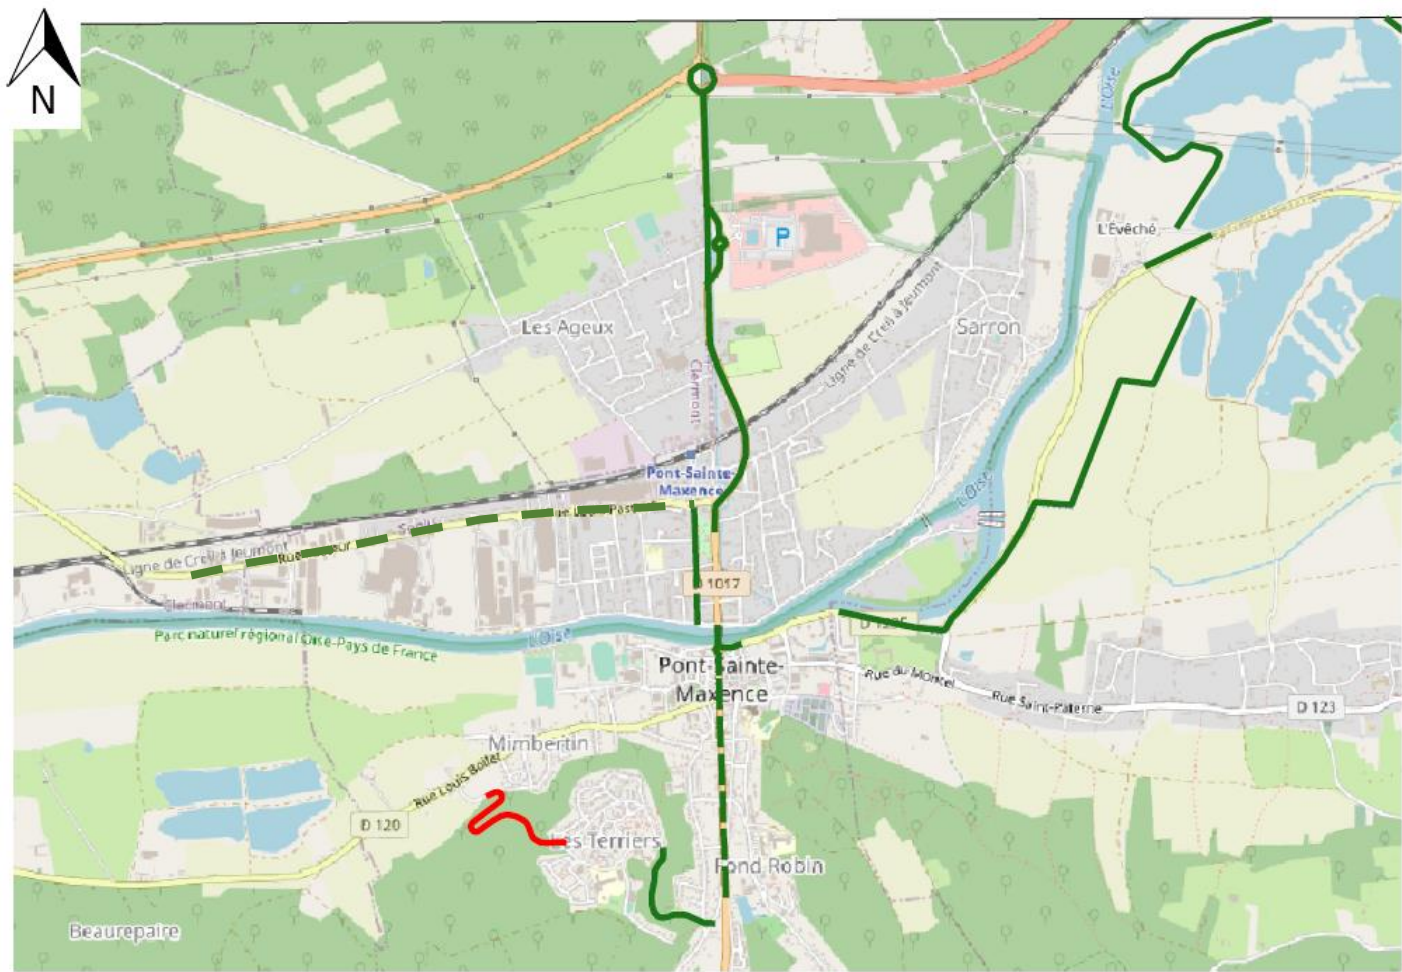 N
L'Oise
P
L'Évêché
Les Ageux
Sarron
Ligne de Creil à Jeumont
Clermont
Pont-Sainte-
Maxence
L'Oise
Ligne de Creil à Jeumont
Rue
D 1017
Clermont
Parc naturel régional Oise-Pays de France
L'Oise
Pont-Sainte-
Maxence
Rue du Moncel
Rue Saint-Paterne
D 123
Mimbertin
Rue Louis Boilet
D 120
Les Terriers
Fond Robin
Beaurepaire